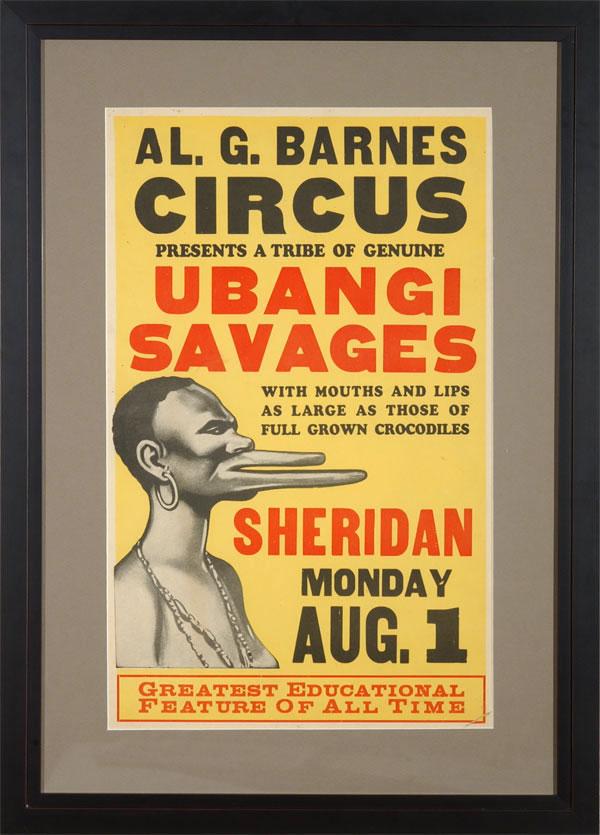 AL. G. BARNES
CIRCUS
PRESENTS A TRIBE OF GENUINE
UBANGI
SAVAGES
WITH MOUTHS AND LIPS
AS LARGE AS THOSE OF
FULL GROWN CROCODILES
SHERIDAN
MONDAY
AUG. 1
GREATEST EDUCATIONAL
FEATURE OF ALL TIME